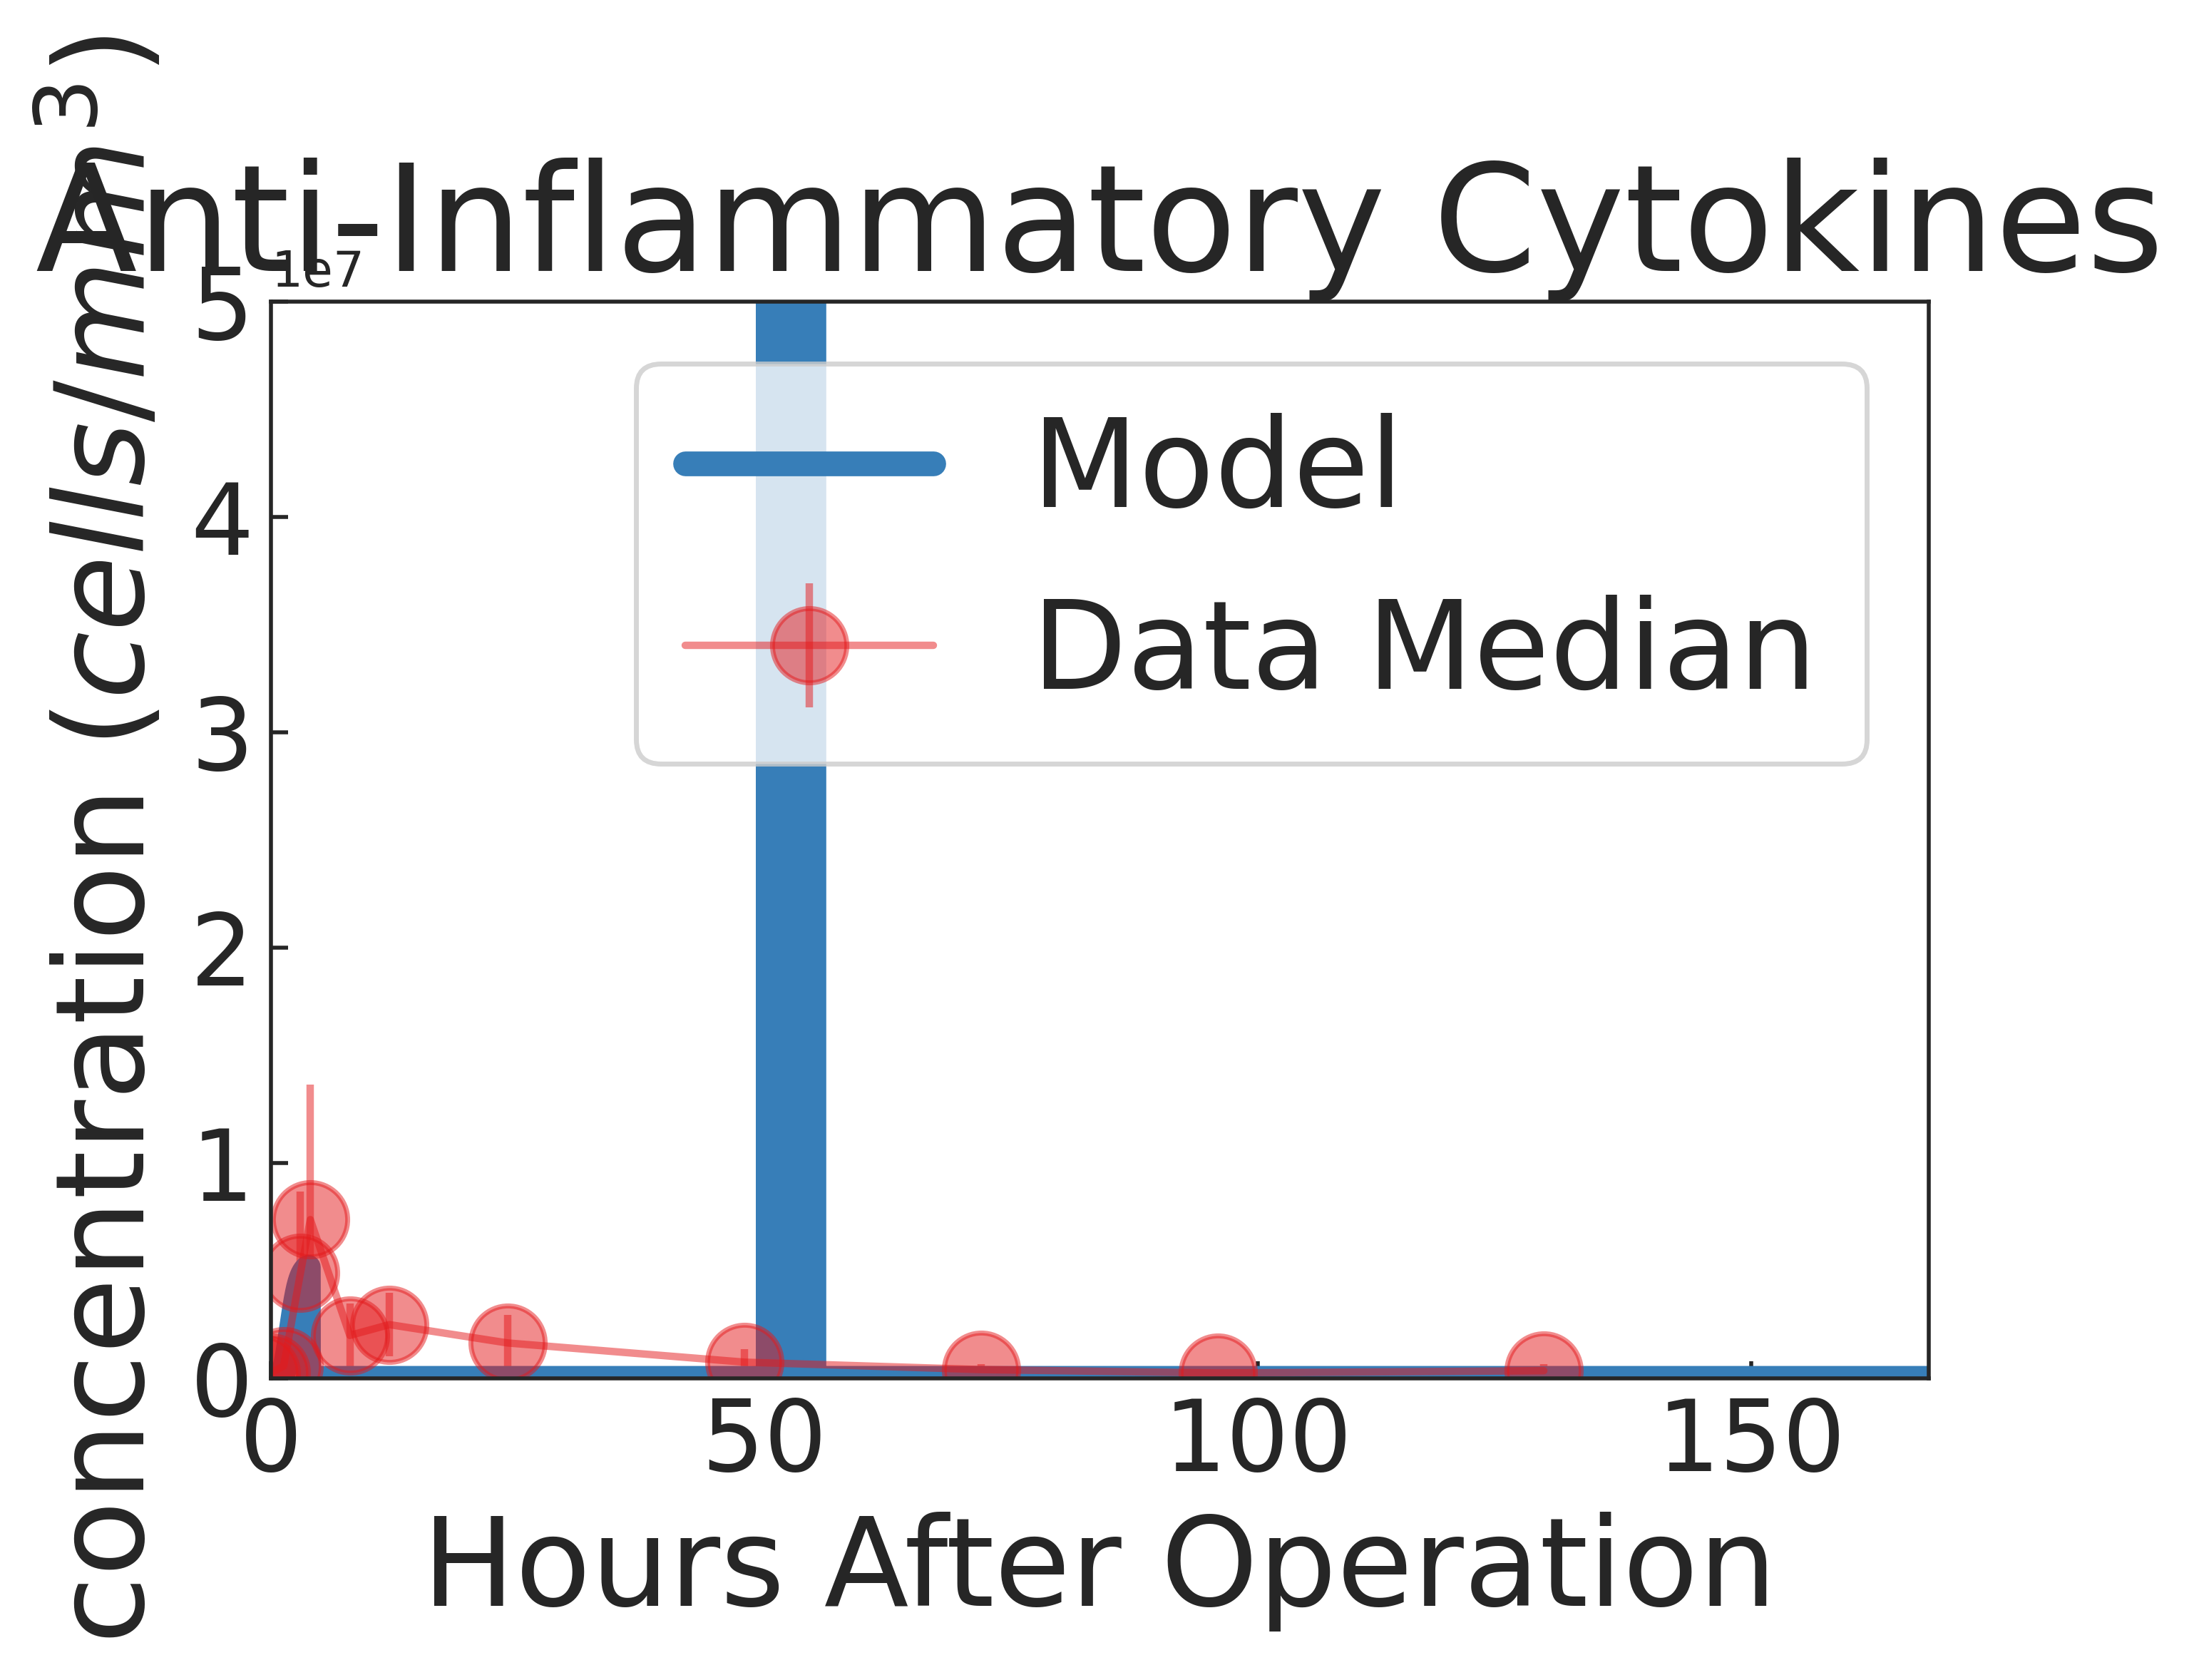 Anti-Inflammatory Cytokines
1e7
5
4
3
2
1
0
0 50 100 150
Hours After Operation
concentration (cells/mm³)
Model
Data Median